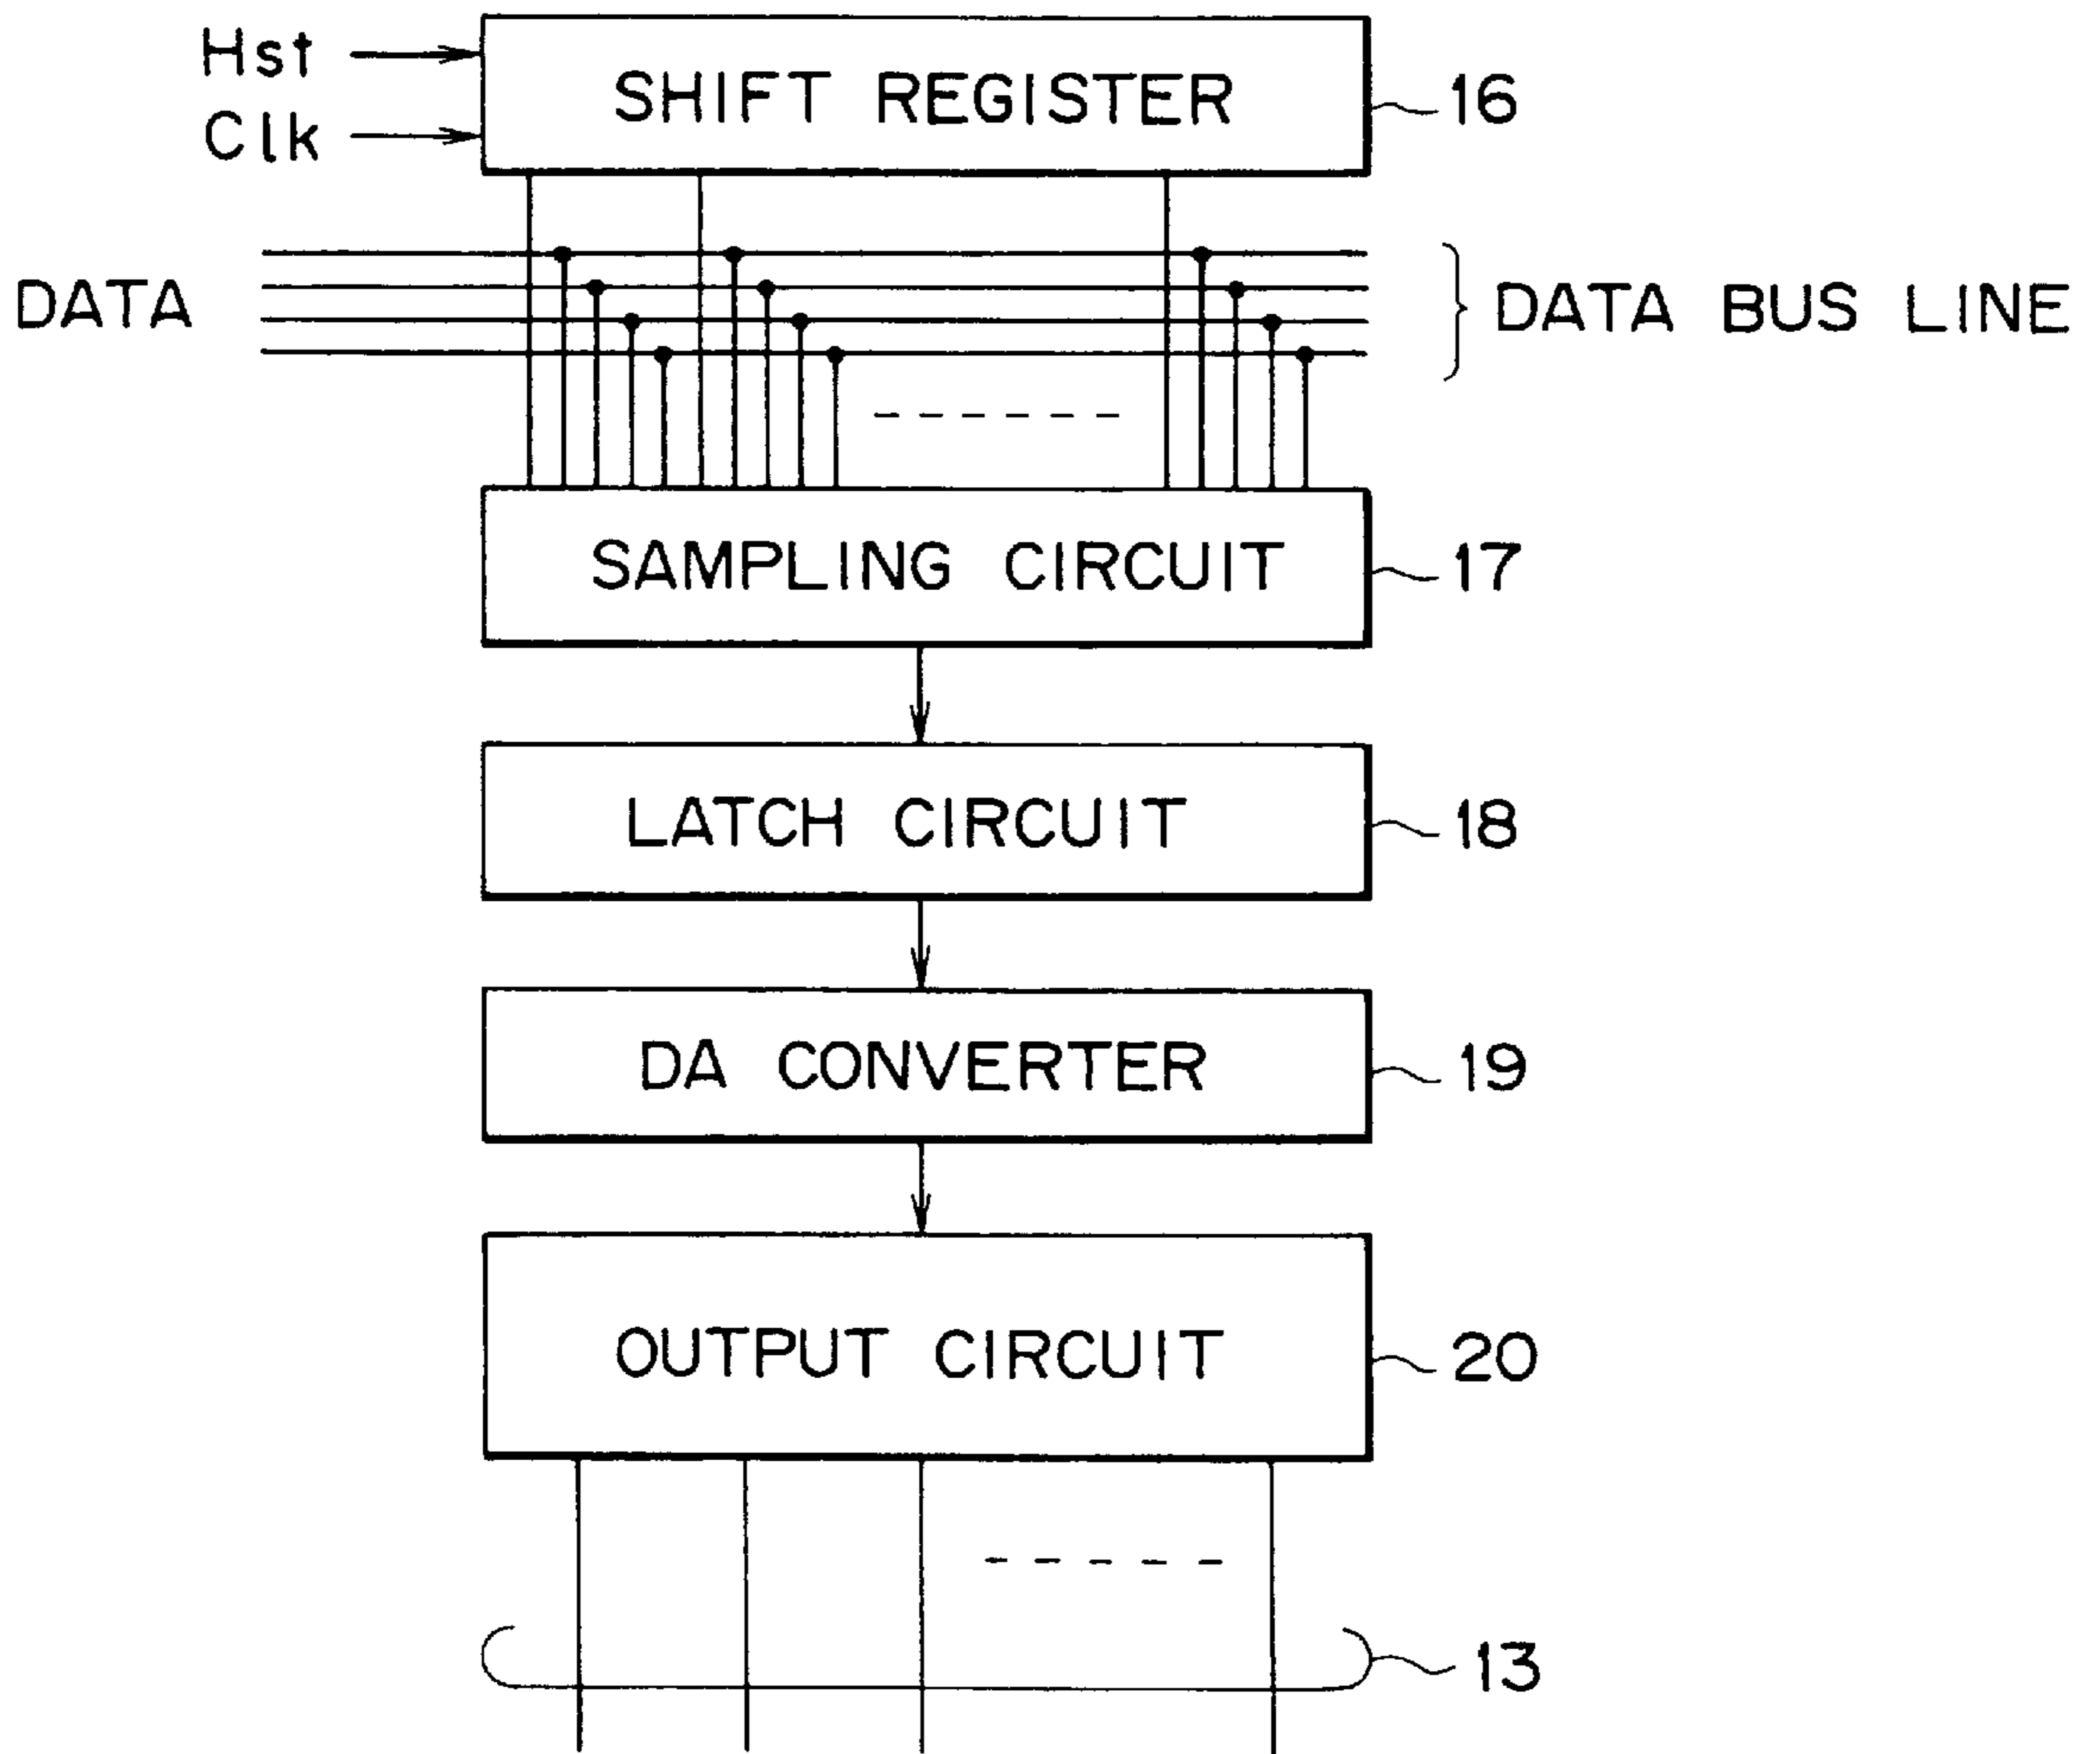 Hst
Clk
SHIFT REGISTER
16
DATA
DATA BUS LINE
SAMPLING CIRCUIT
17
LATCH CIRCUIT
18
DA CONVERTER
19
OUTPUT CIRCUIT
20
13